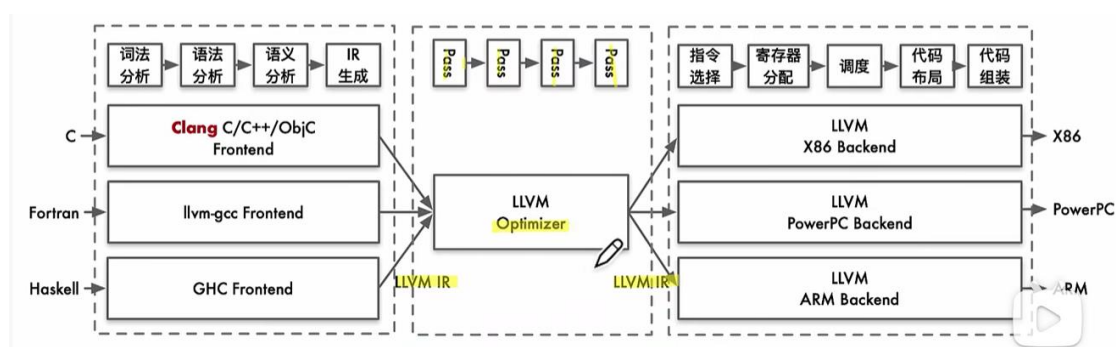 词法
分析
语法
分析
语义
分析
IR
生成
Pass
Pass
Pass
Pass
指令
选择
寄存器
分配
调度
代码
布局
代码
组装
C
Clang C/C++/ObjC
Frontend
LLVM
X86 Backend
X86
Fortran
llvm-gcc Frontend
LLVM
Optimizer
LLVM
PowerPC Backend
PowerPC
Haskell
GHC Frontend
LLVM IR
LLVM IR
LLVM
ARM Backend
ARM